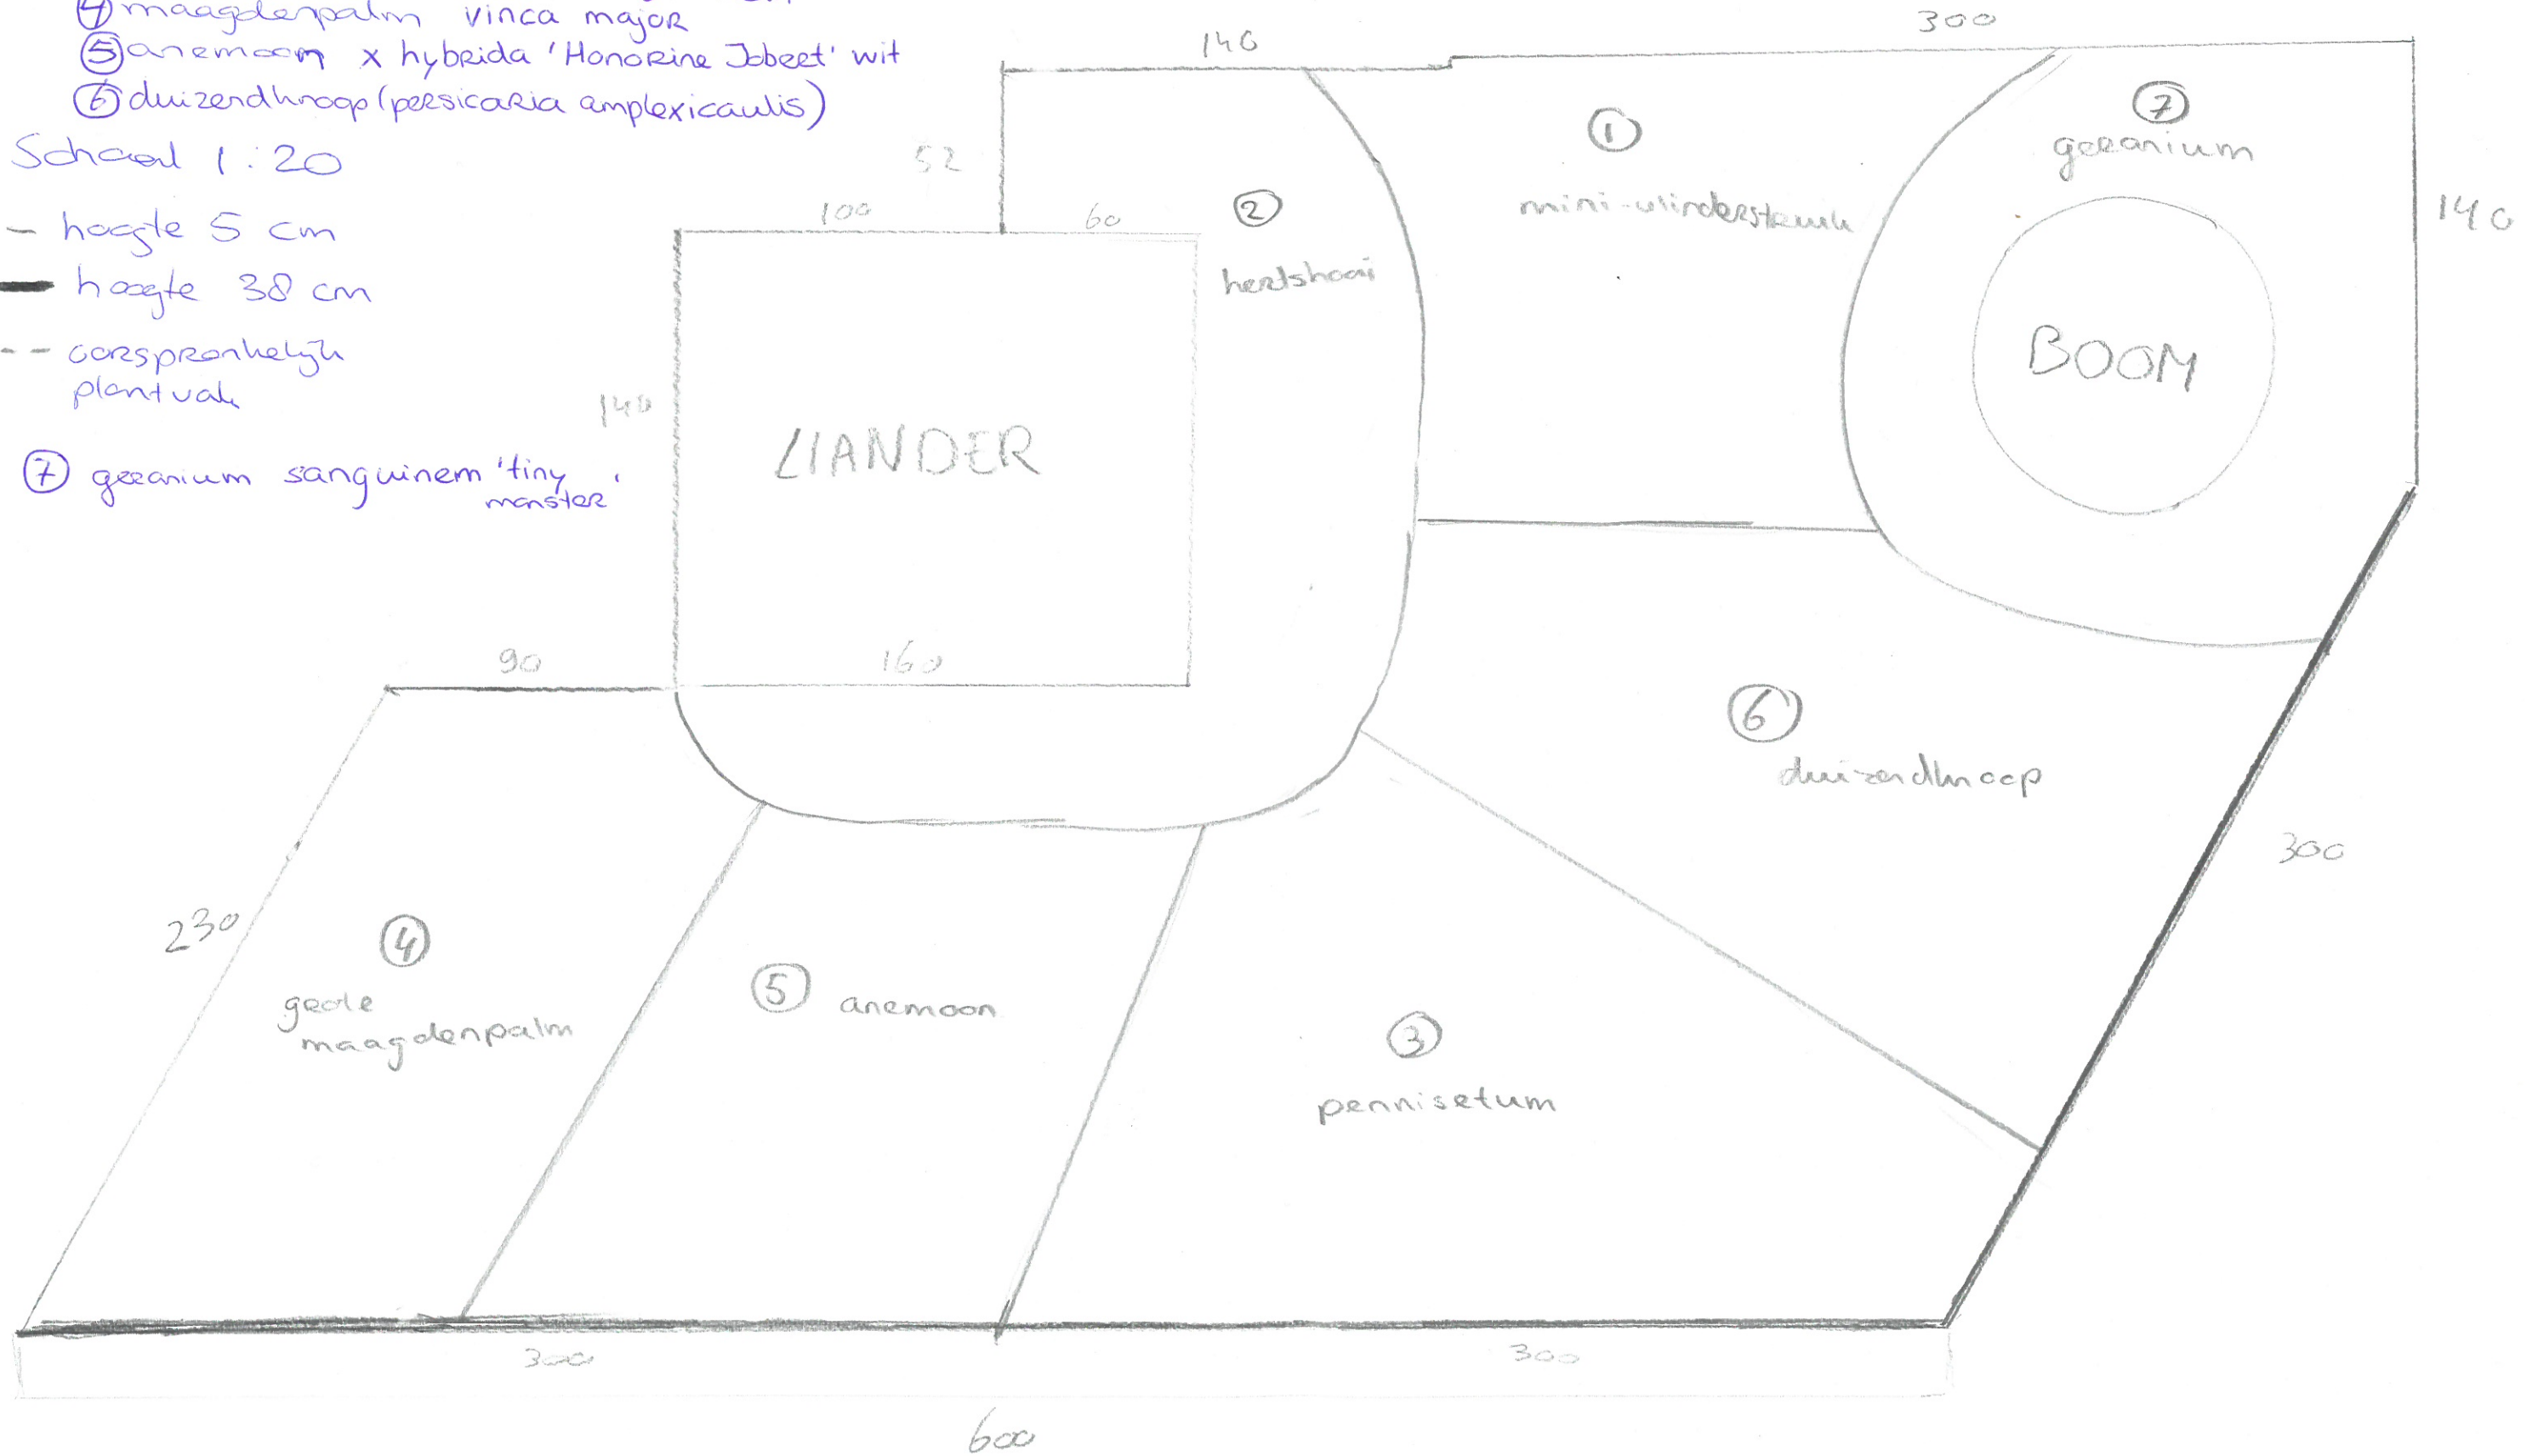 ④ maagdenpalm vinca major
⑤ anemoon x hybrida 'Honorine Jobert' wit
⑥ duizendknoop (persicaria amplexicaulis)
Schaal 1:20
— hoogte 5 cm
— hoogte 38 cm
-- oorspronkelijk
plantvak
⑦ geranium sanguinem 'tiny
monster'
140
300
52
100
60
②
hertshooi
①
mini-vlinderstruik
⑦
geranium
140
BOOM
140
LIANDER
90
160
⑥
duizendknoop
300
230
④
grote
maagdenpalm
⑤ anemoon
③
pennisetum
300
300
600